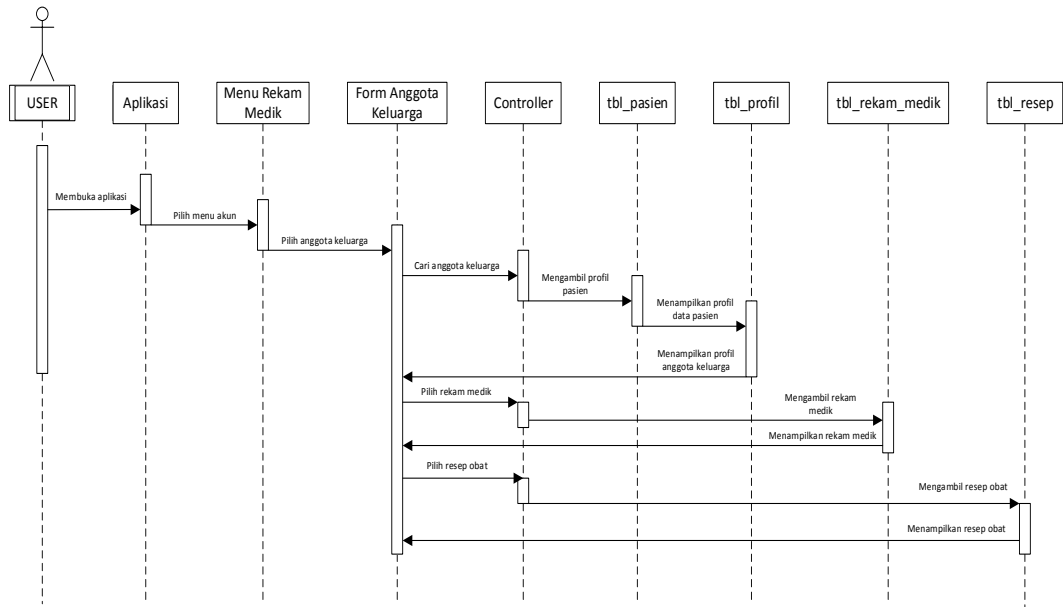 USER
Aplikasi
Menu Rekam
Medik
Form Anggota
Keluarga
Controller
tbl_pasien
tbl_profil
tbl_rekam_medik
tbl_resep
Membuka aplikasi
Pilih menu akun
Pilih anggota keluarga
Cari anggota keluarga
Mengambil profil
pasien
Menampilkan profil
data pasien
Menampilkan profil
anggota keluarga
Pilih rekam medik
Mengambil rekam
medik
Menampilkan rekam medik
Pilih resep obat
Mengambil resep obat
Menampilkan resep obat